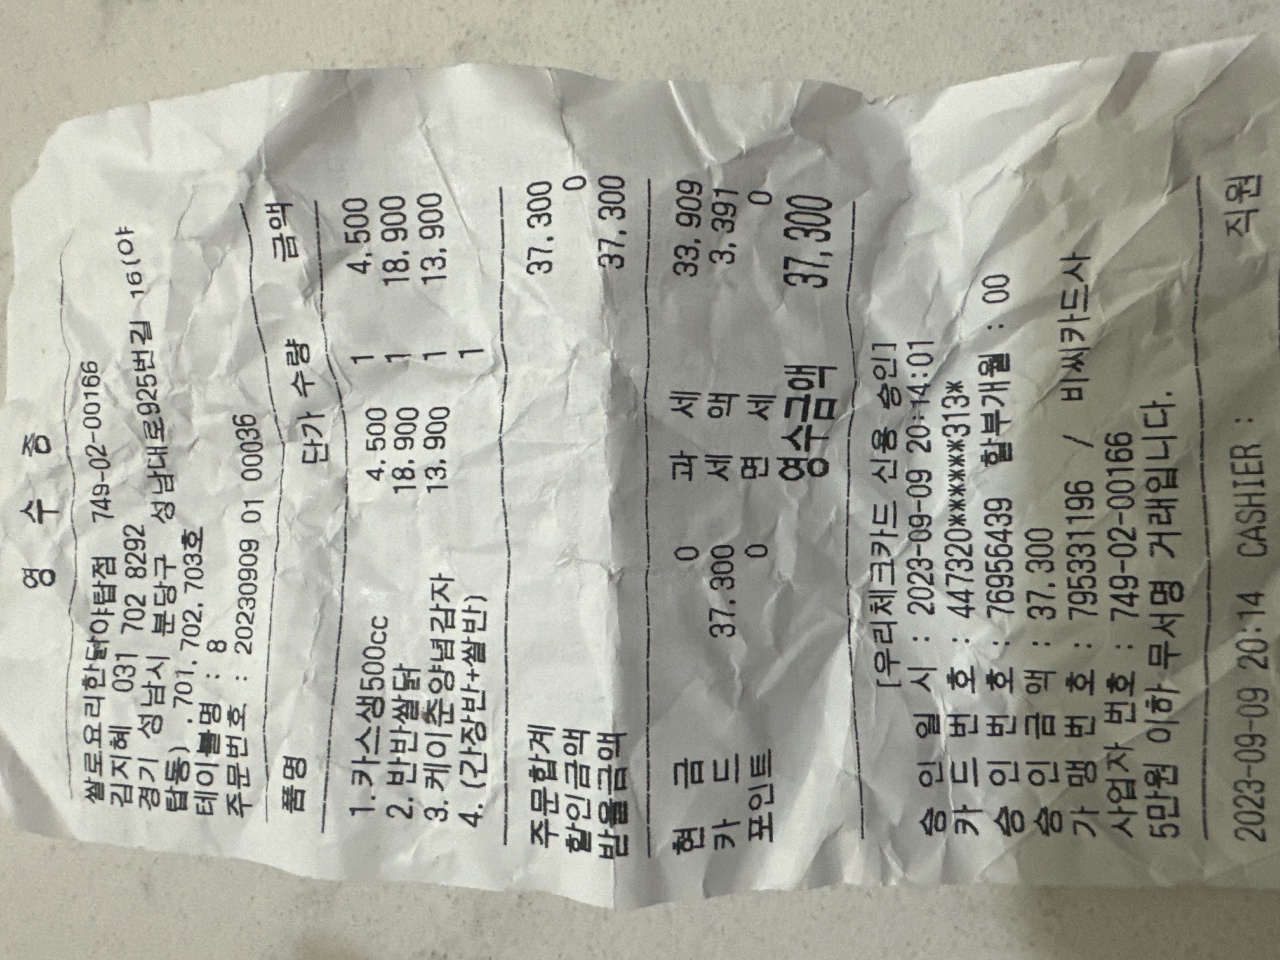 영 수 증
쌀로요리한닭야탑점 749-02-00166
김지혜 031 702 8292
경기 성남시 분당구 성남대로925번길 16(야
탑동) .701.702.703호
테이블명 : 8
주문번호 : 20230909 01 00036
품명 단가 수량 금액
1.카스생500cc 4,500 1 4,500
2.반반쌀닭 18,900 1 18,900
3.케이준양념감자 13,900 1 13,900
4.(간장반+쌀반) 1
주문합계 37,300
할인금액 0
받을금액 37,300
현 금 0 과 세 33,909
카 드 37,300 세 액 3,391
포인트 0 면 세 0
영수금액 37,300
[우리체크카드 신용 승인]
승 인 일 시 : 2023-09-09 20:14:01
카 드 번 호 : 447320******313*
승 인 번 호 : 76956439 할부개월 : 00
승 인 금 액 : 37,300
가 맹 번 호 : 795331196 / 비씨카드사
사업자 번호 : 749-02-00166
5만원 이하 무서명 거래입니다.
2023-09-09 20:14 CASHIER : 직원